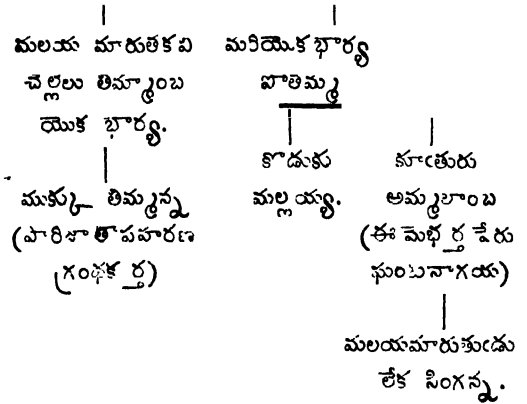 మలయ మారుతకవి
చెల్లెలు తిమ్మాంబ
యొక భార్య.
ముక్కు తిమ్మన్న
(పారిజాతాపహరణ
గ్రంథకర్త)
మరియొక భార్య
పోతిమ్మ
కొడుకు
మల్లయ్య.
కూఁతురు
అమ్మలాంబ
(ఈమెభర్త పేరు
ఘంటనాగయ)
మలయమారుతుఁడు
లేక సింగన్న.